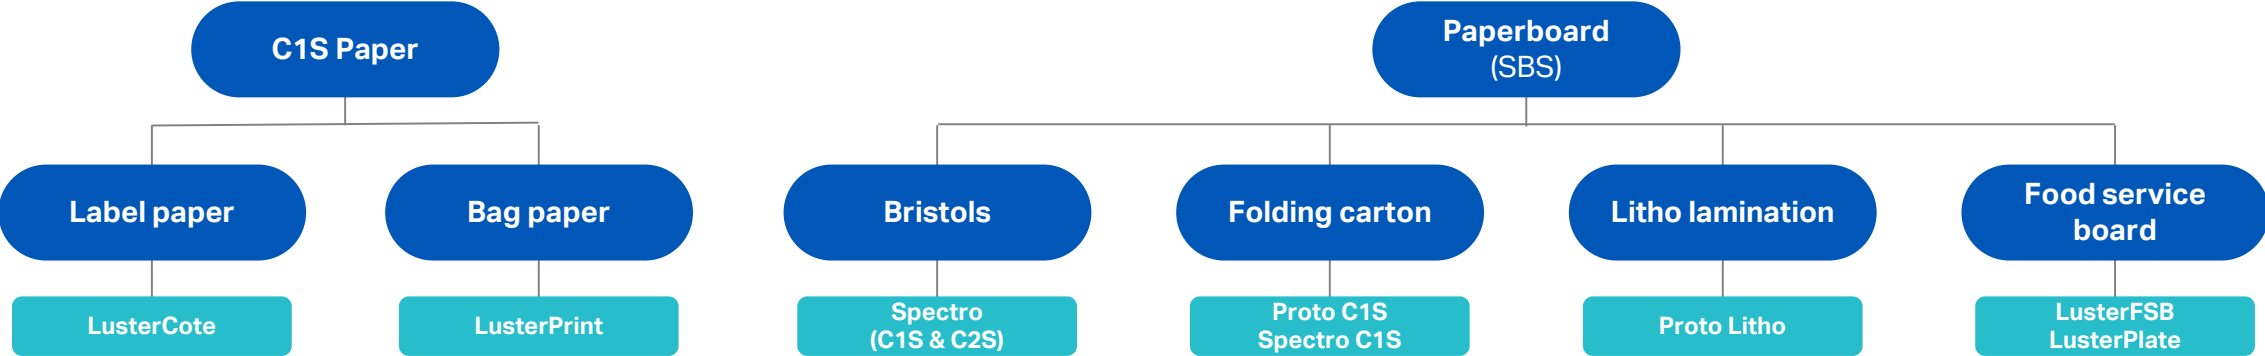 C1S Paper
Paperboard
(SBS)
Label paper
Bag paper
Bristols
Folding carton
Litho lamination
Food service
board
LusterCote
LusterPrint
Spectro
(C1S & C2S)
Proto C1S
Spectro C1S
Proto Litho
LusterFSB
LusterPlate